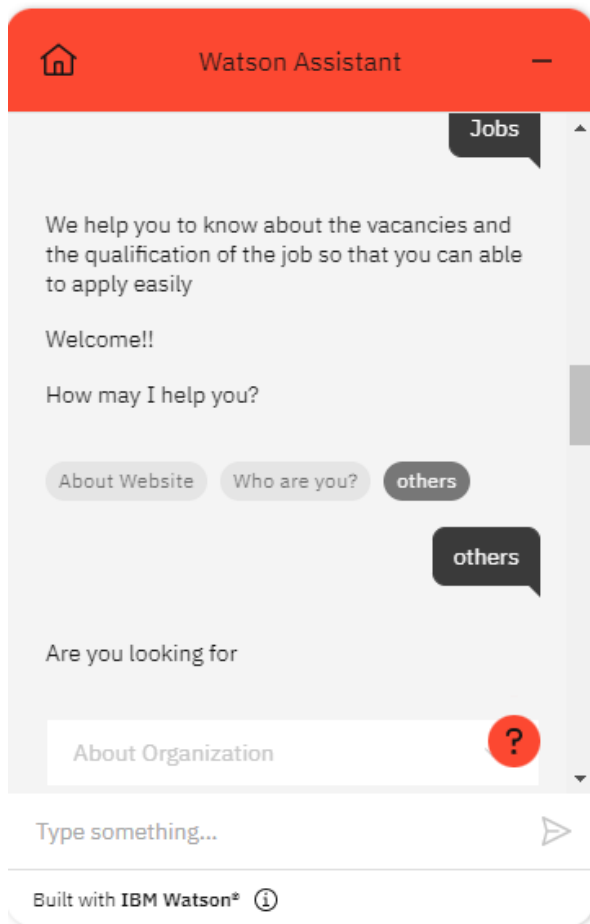 Watson Assistant
Jobs
We help you to know about the vacancies and
the qualification of the job so that you can able
to apply easily
Welcome!!
How may I help you?
About Website Who are you? others
others
Are you looking for
About Organization
?
Type something...
Built with IBM Watson®